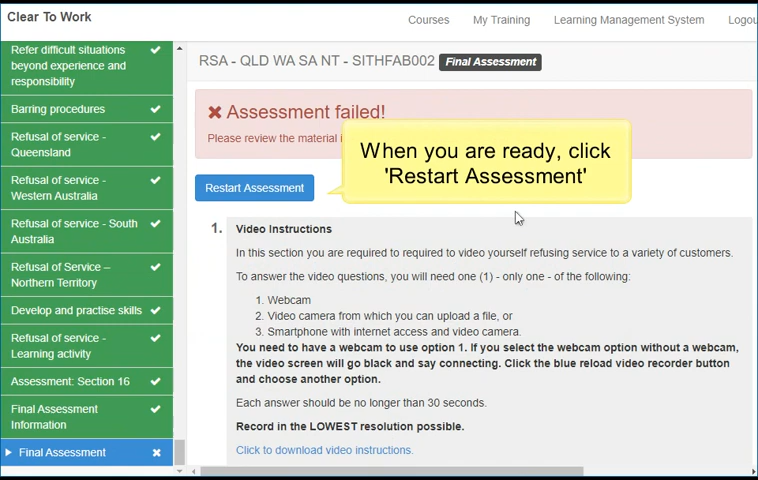 Clear To Work
Courses
My Training
Learning Management System
Logou
Refer difficult situations
beyond experience and
responsibility
Barring procedures
Refusal of service -
Queensland
Refusal of service -
Western Australia
Refusal of service - South
Australia
Refusal of Service –
Northern Territory
Develop and practise skills
Refusal of service -
Learning activity
Assessment: Section 16
Final Assessment
Information
Final Assessment
RSA - QLD WA SA NT - SITHFAB002 Final Assessment
Assessment failed!
Please review the material i
When you are ready, click
'Restart Assessment'
Restart Assessment
1. Video Instructions
In this section you are required to required to video yourself refusing service to a variety of customers.
To answer the video questions, you will need one (1) - only one - of the following:
1. Webcam
2. Video camera from which you can upload a file, or
3. Smartphone with internet access and video camera.
You need to have a webcam to use option 1. If you select the webcam option without a webcam,
the video screen will go black and say connecting. Click the blue reload video recorder button
and choose another option.
Each answer should be no longer than 30 seconds.
Record in the LOWEST resolution possible.
Click to download video instructions.